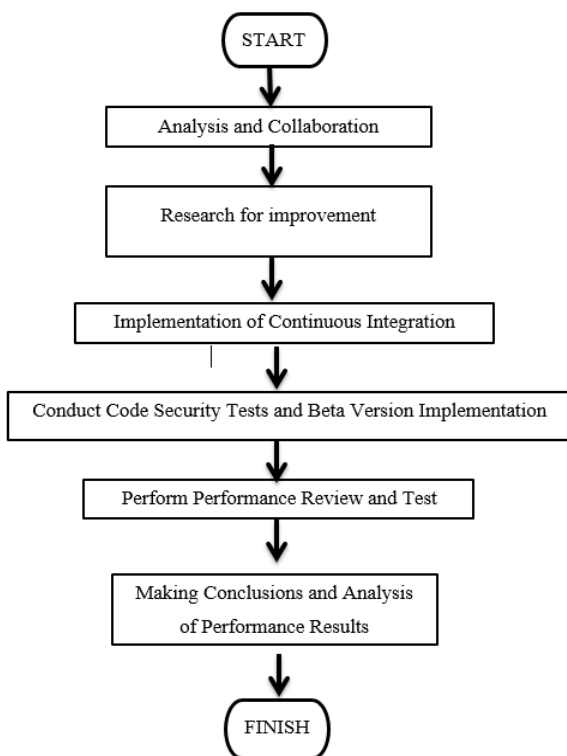 START
Analysis and Collaboration
Research for improvement
Implementation of Continuous Integration
Conduct Code Security Tests and Beta Version Implementation
Perform Performance Review and Test
Making Conclusions and Analysis
of Performance Results
FINISH